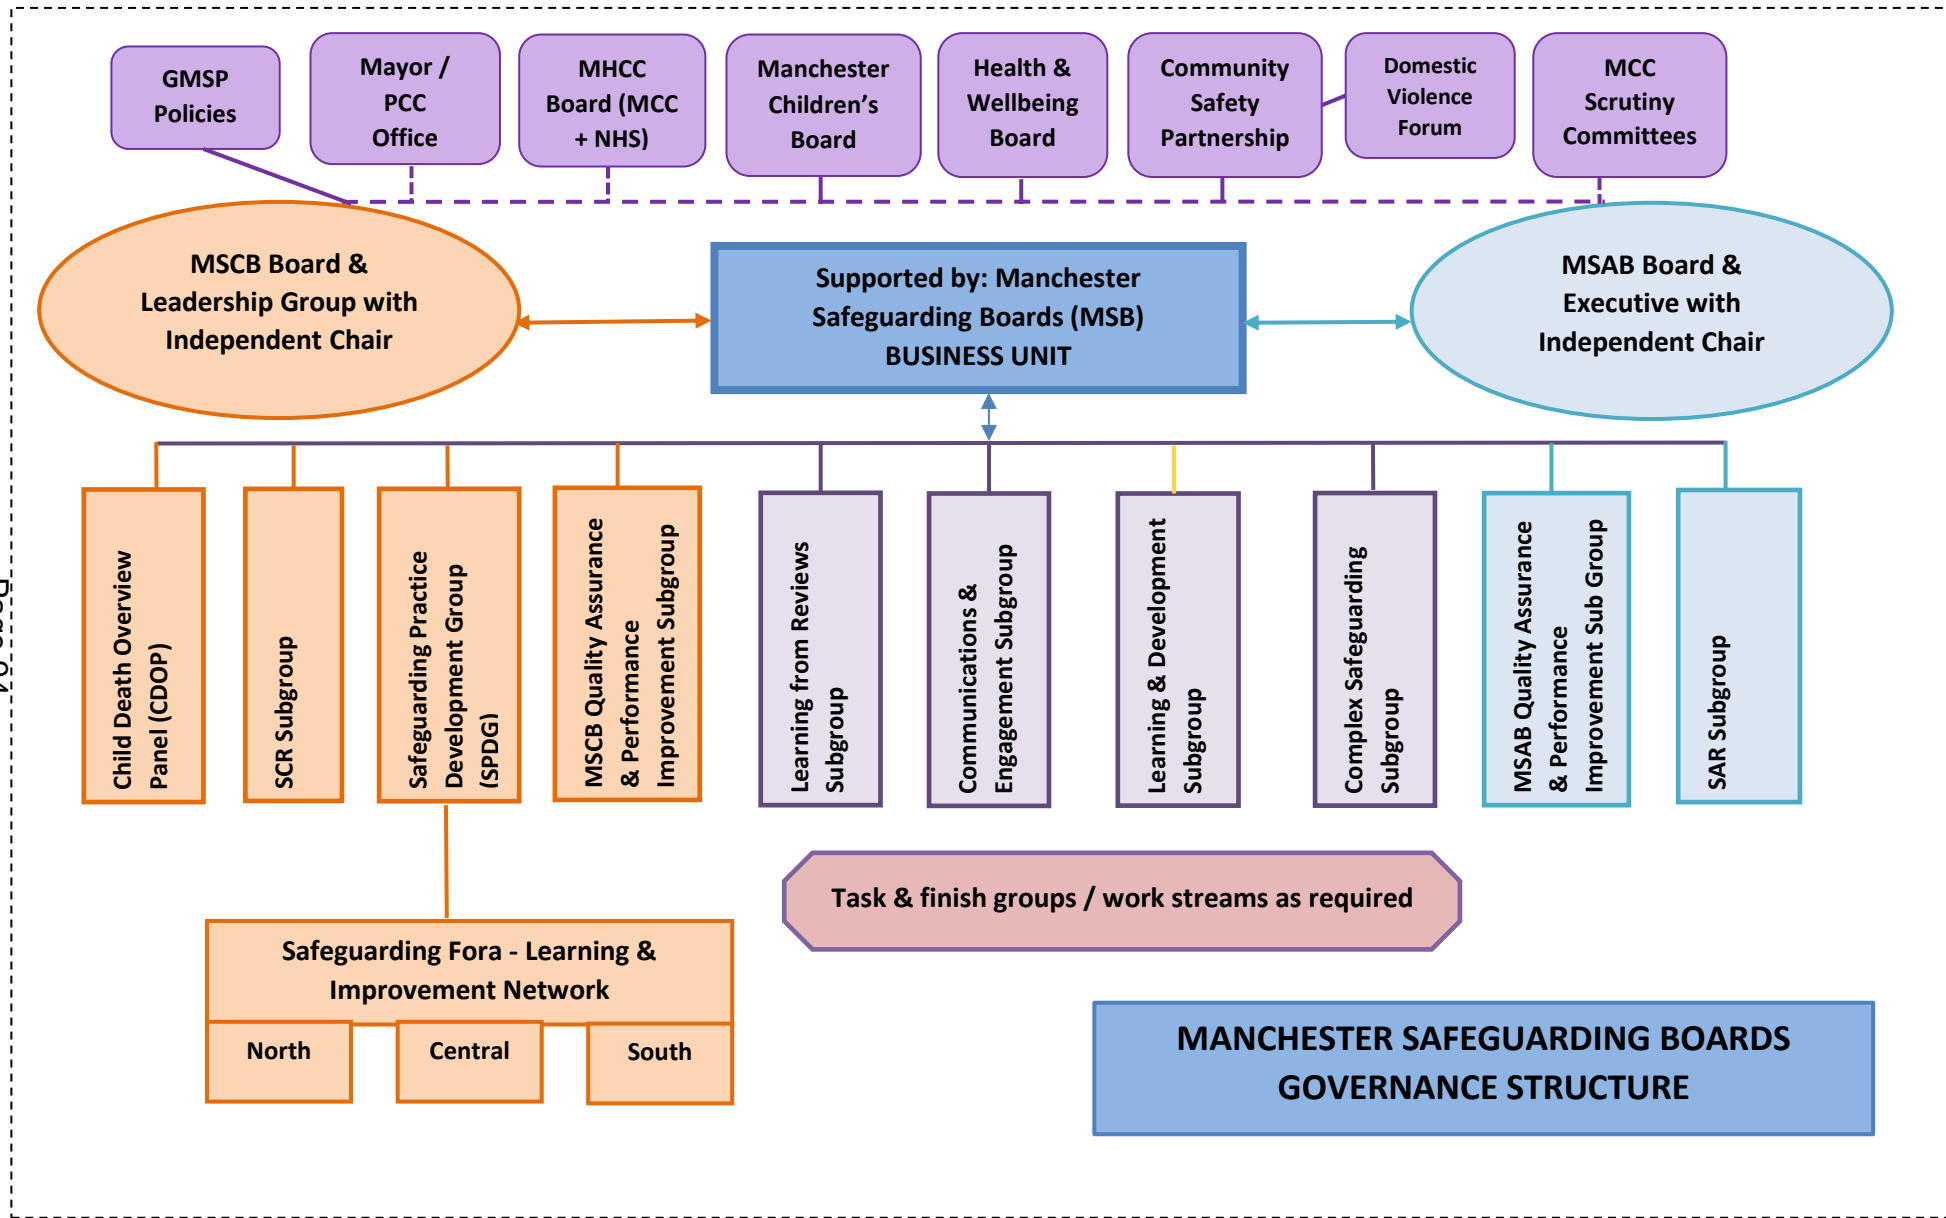 GMSP
Policies
Mayor /
PCC
Office
MHCC
Board (MCC
+ NHS)
Manchester
Children’s
Board
Health &
Wellbeing
Board
Community
Safety
Partnership
Domestic
Violence
Forum
MCC
Scrutiny
Committees
MSCB Board &
Leadership Group with
Independent Chair
Supported by: Manchester
Safeguarding Boards (MSB)
BUSINESS UNIT
MSAB Board &
Executive with
Independent Chair
Child Death Overview
Panel (CDOP)
SCR Subgroup
Safeguarding Practice
Development Group
(SPDG)
MSCB Quality Assurance
& Performance
Improvement Subgroup
Learning from Reviews
Subgroup
Communications &
Engagement Subgroup
Learning & Development
Subgroup
Complex Safeguarding
Subgroup
MSAB Quality Assurance
& Performance
Improvement Sub Group
SAR Subgroup
Task & finish groups / work streams as required
Safeguarding Fora - Learning &
Improvement Network
North
Central
South
MANCHESTER SAFEGUARDING BOARDS
GOVERNANCE STRUCTURE